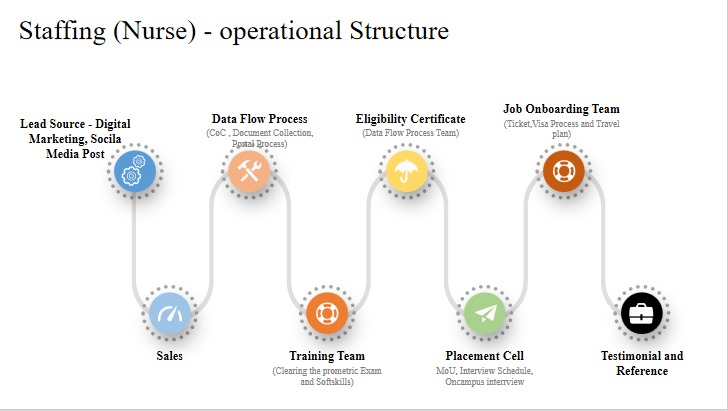 Staffing (Nurse) - operational Structure
Lead Source - Digital
Marketing, Socila
Media Post
Sales
Data Flow Process
(CoC , Document Collection,
Portal Process)
Training Team
(Clearing the prometric Exam
and Softskills)
Eligibility Certificate
(Data Flow Process Team)
Placement Cell
MoU, Interview Schedule,
Oncampus interrview
Job Onboarding Team
(Ticket,Visa Process and Travel
plan)
Testimonial and
Reference